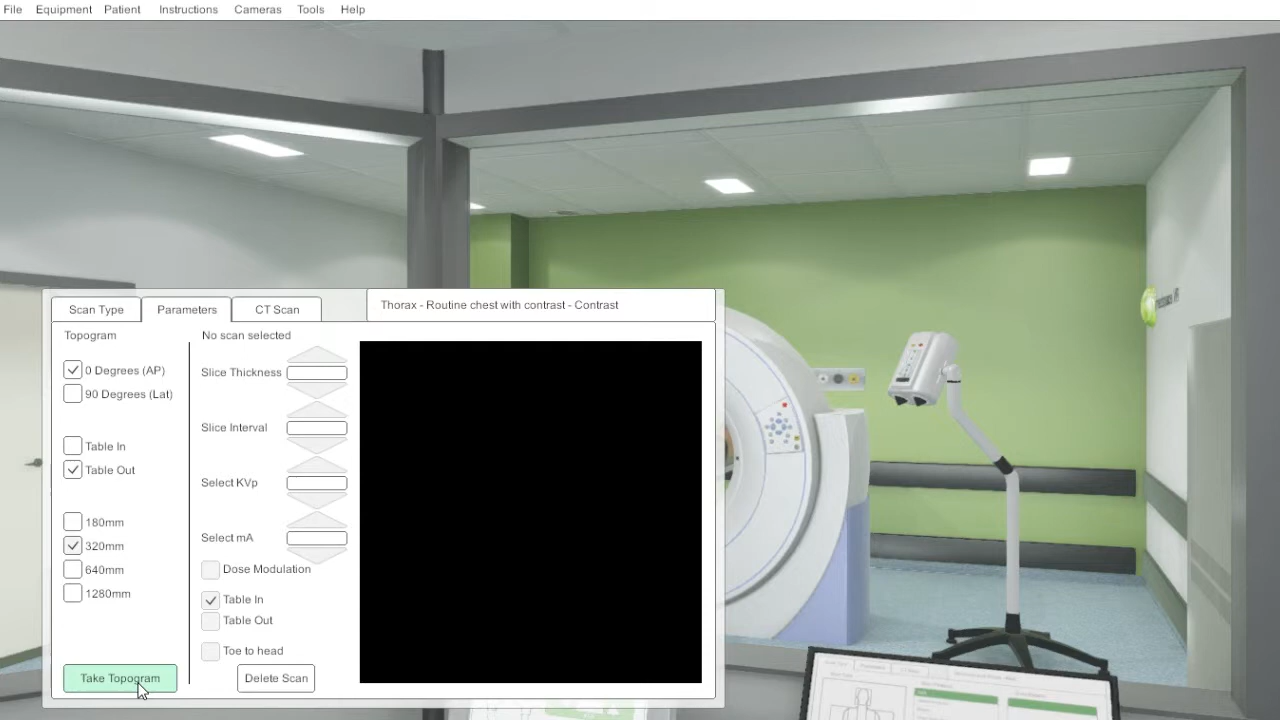 File Equipment Patient Instructions Cameras Tools Help
Scan Type Parameters CT Scan
Thorax - Routine chest with contrast - Contrast
Topogram
0 Degrees (AP)
90 Degrees (Lat)
Table In
Table Out
180mm
320mm
640mm
1280mm
Take Topogram
No scan selected
Slice Thickness
Slice Interval
Select KVp
Select mA
Dose Modulation
Table In
Table Out
Toe to head
Delete Scan